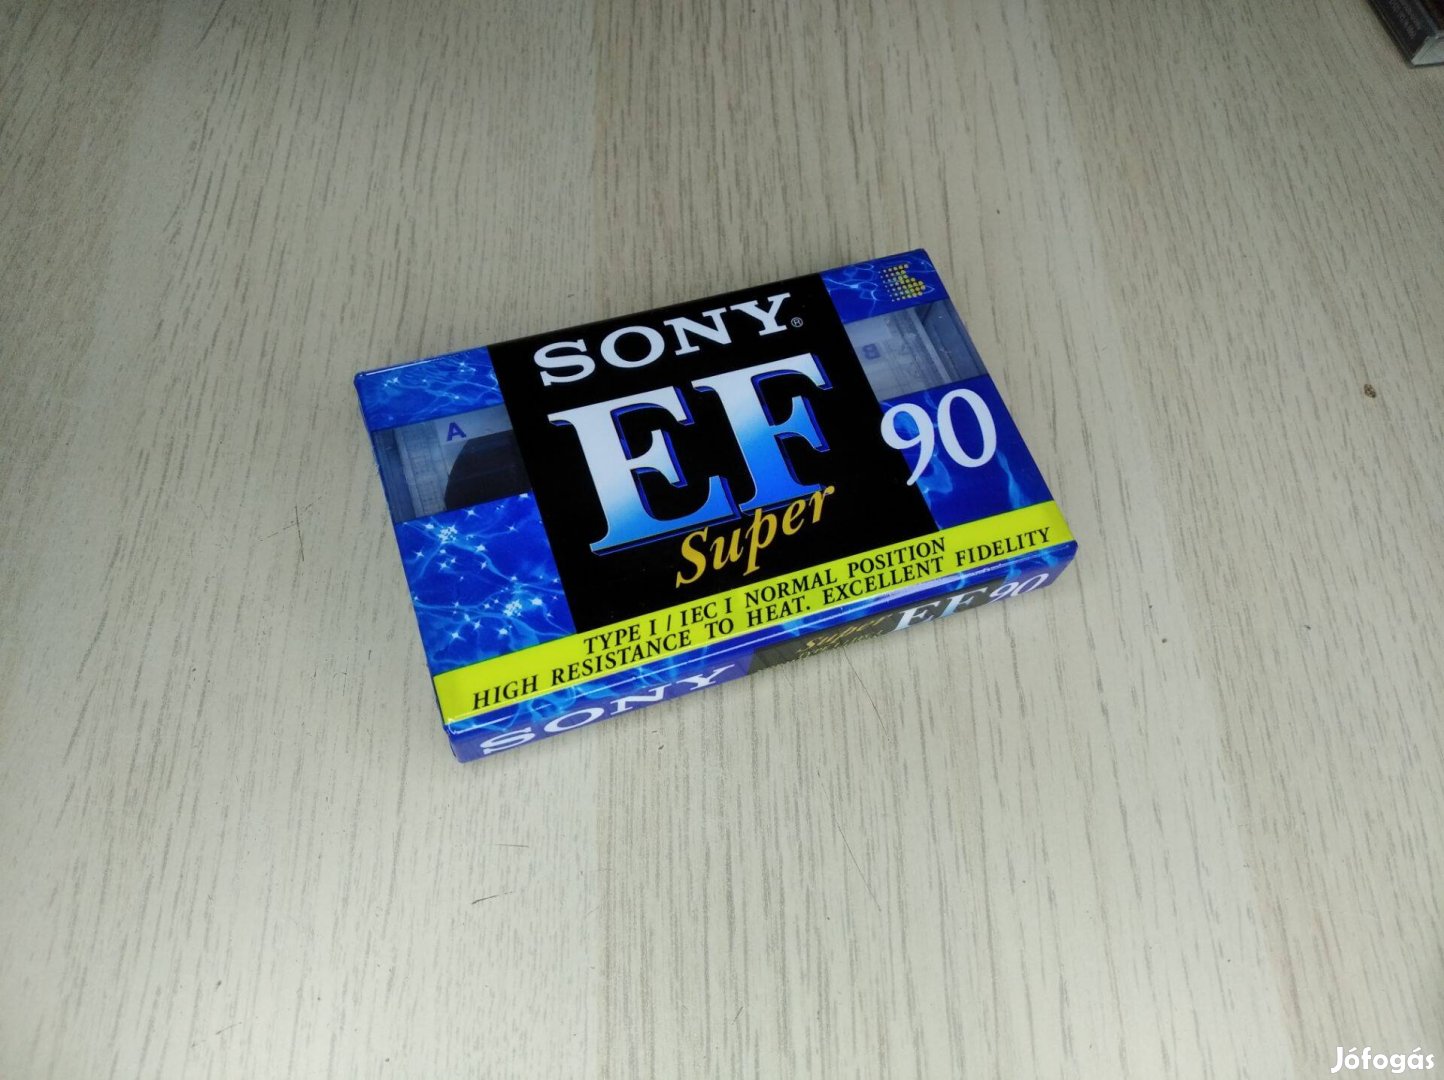 SONY®
EF
Super
90
A
B
TYPE I / IEC I NORMAL POSITION
HIGH RESISTANCE TO HEAT. EXCELLENT FIDELITY
SONY
Super
EF 90
Jófogás